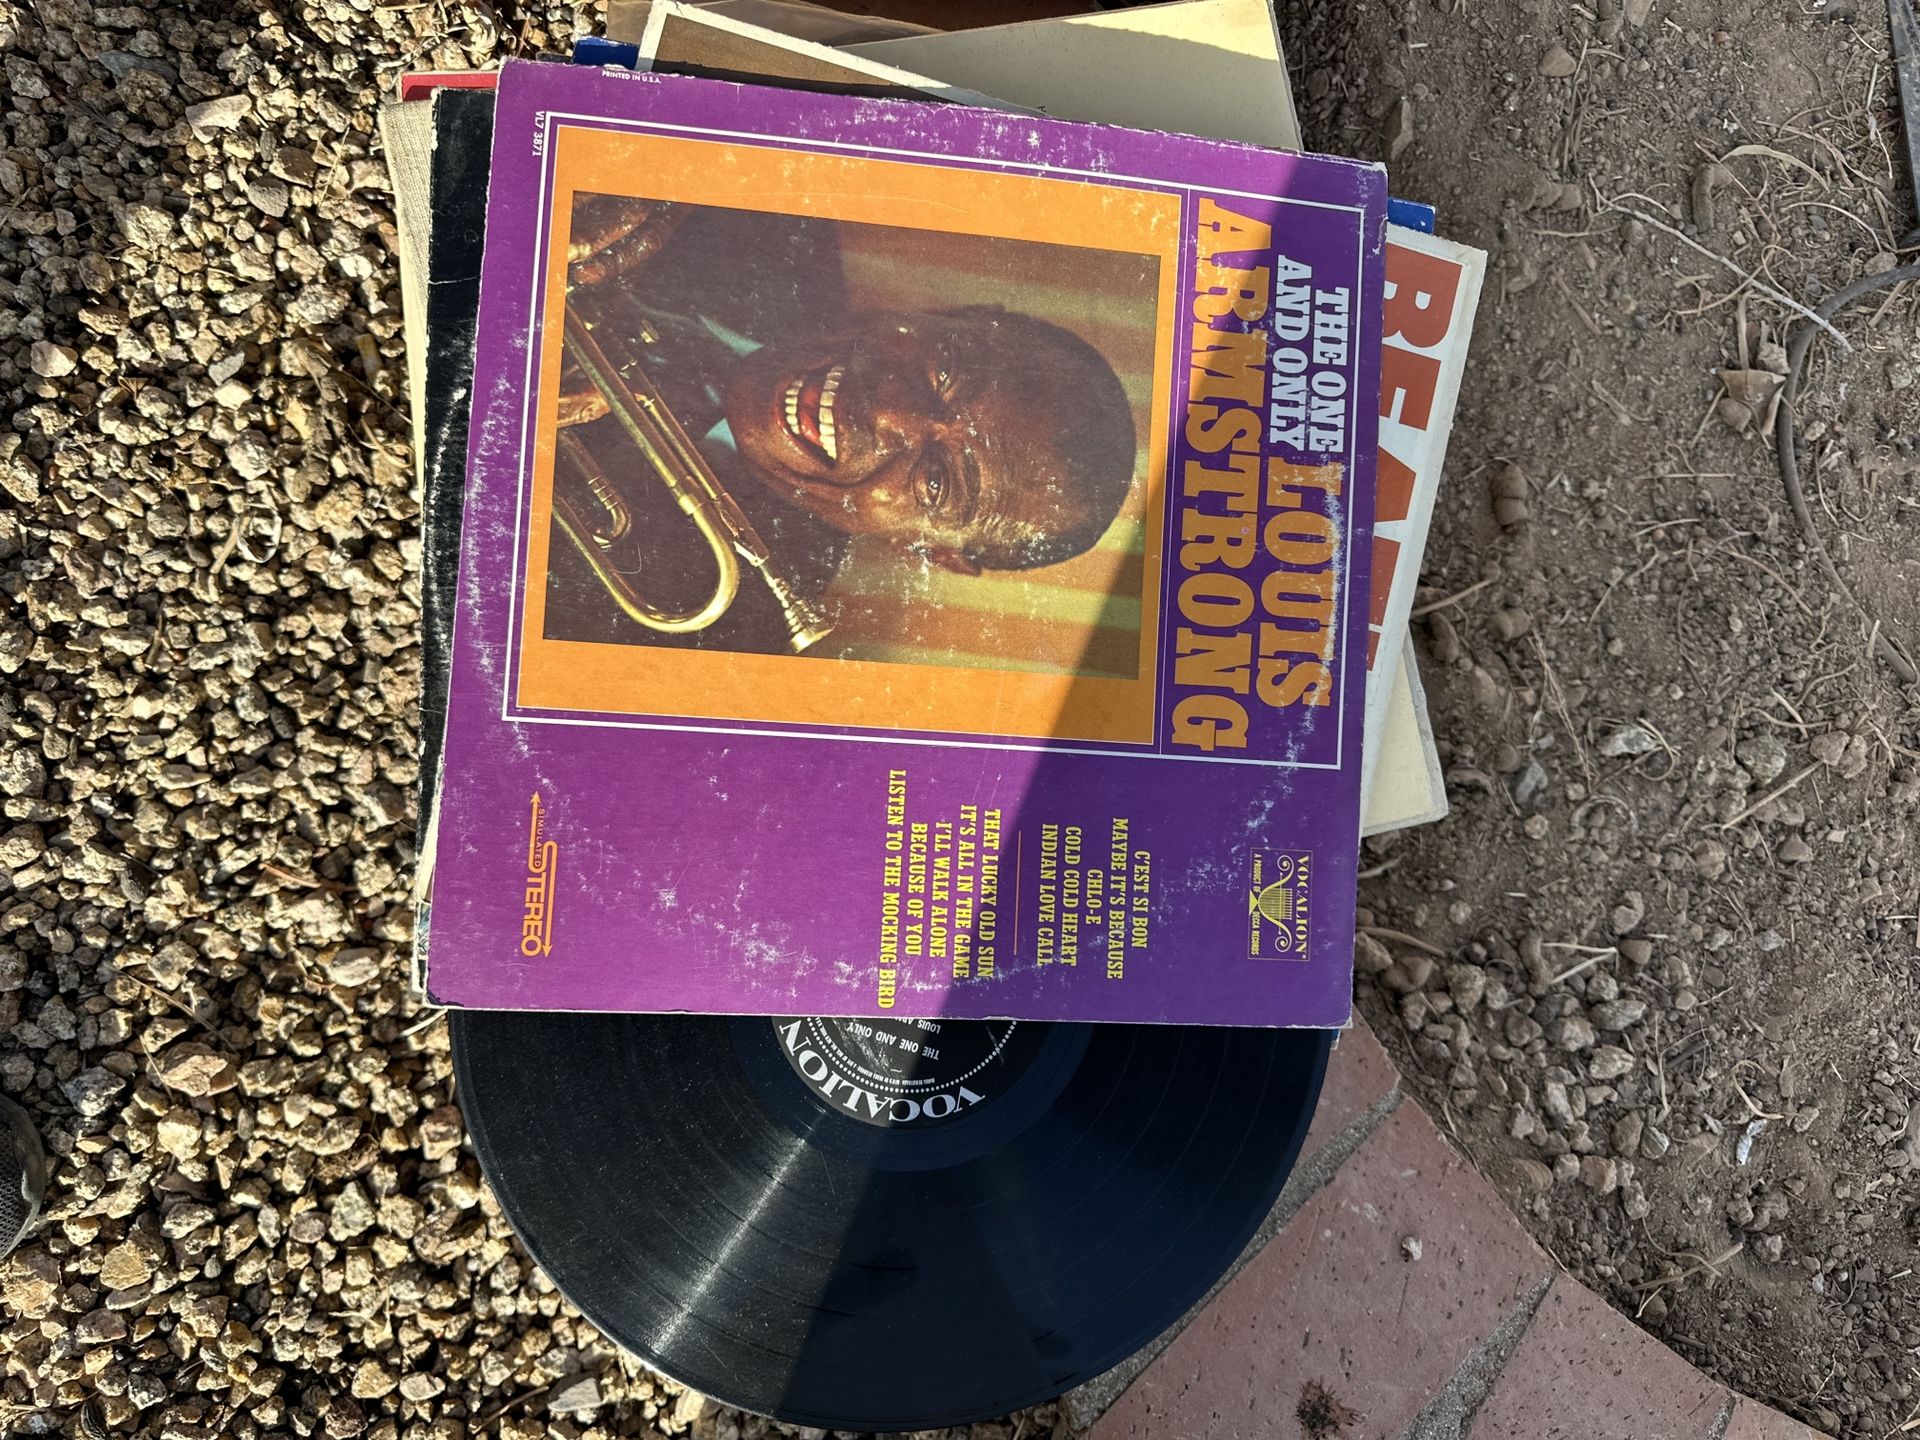 PRINTED IN U.S.A.
VL7 3871
THE ONE
AND ONLY LOUIS
ARMSTRONG
VOCALION
A PRODUCT OF DECCA RECORDS
C'EST SI BON
MAYBE IT'S BECAUSE
CHLO-E
COLD COLD HEART
INDIAN LOVE CALL
THAT LUCKY OLD SUN
IT'S ALL IN THE GAME
I'LL WALK ALONE
BECAUSE OF YOU
LISTEN TO THE MOCKING BIRD
SIMULATED
STEREO
VOCALION
THE ONE AND ONLY
LOUIS